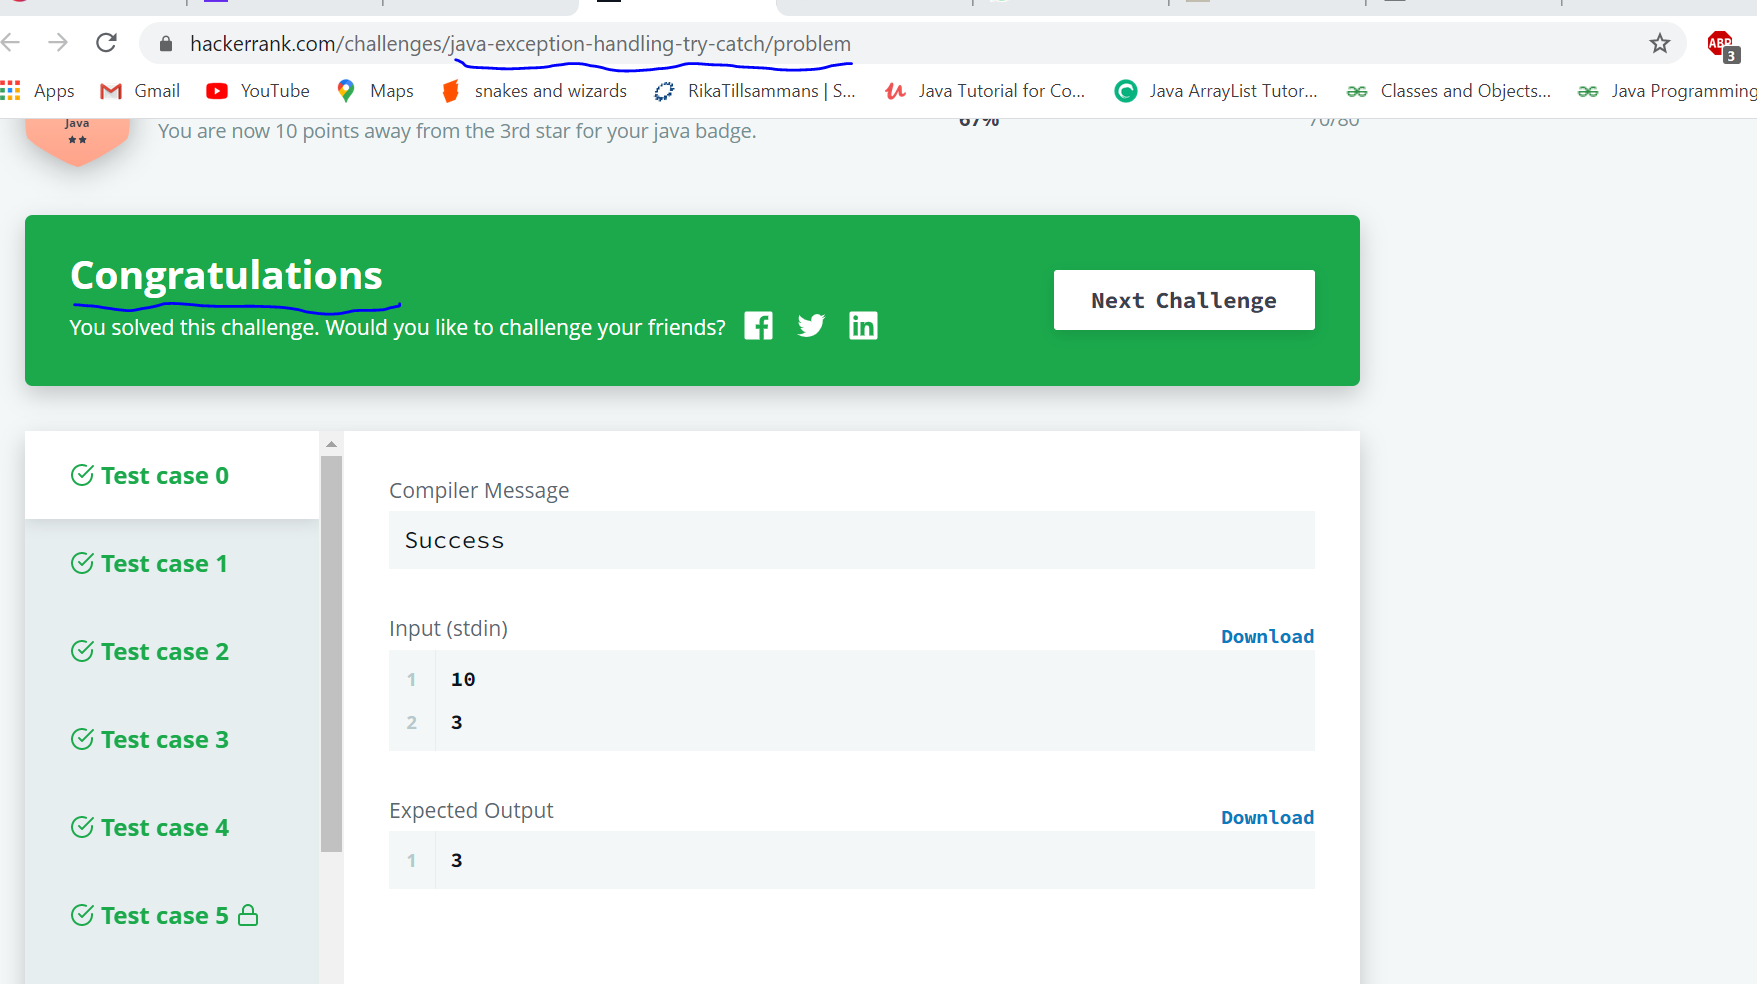 hackerrank.com/challenges/java-exception-handling-try-catch/problem
ABP
3
Apps Gmail YouTube Maps snakes and wizards RikaTillsammans | S... Java Tutorial for Co... Java ArrayList Tutor... Classes and Objects... Java Programming
Java
You are now 10 points away from the 3rd star for your java badge. 67% 70/80
Congratulations
You solved this challenge. Would you like to challenge your friends?
Next Challenge
Test case 0
Test case 1
Test case 2
Test case 3
Test case 4
Test case 5
Compiler Message
Success
Input (stdin) Download
1 10
2 3
Expected Output Download
1 3